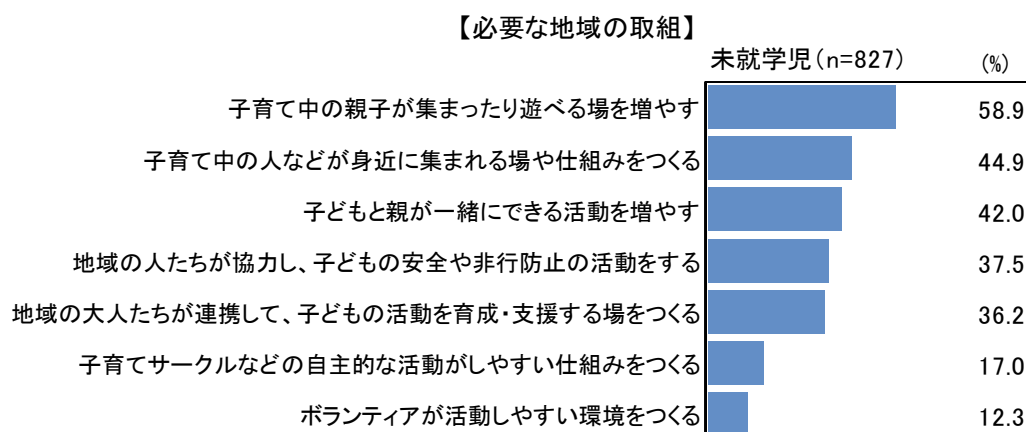 【必要な地域の取組】
未就学児(n=827) (%)
子育て中の親子が集まったり遊べる場を増やす 58.9
子育て中の人などが身近に集まれる場や仕組みをつくる 44.9
子どもと親が一緒にできる活動を増やす 42.0
地域の人たちが協力し、子どもの安全や非行防止の活動をする 37.5
地域の大人たちが連携して、子どもの活動を育成・支援する場をつくる 36.2
子育てサークルなどの自主的な活動がしやすい仕組みをつくる 17.0
ボランティアが活動しやすい環境をつくる 12.3